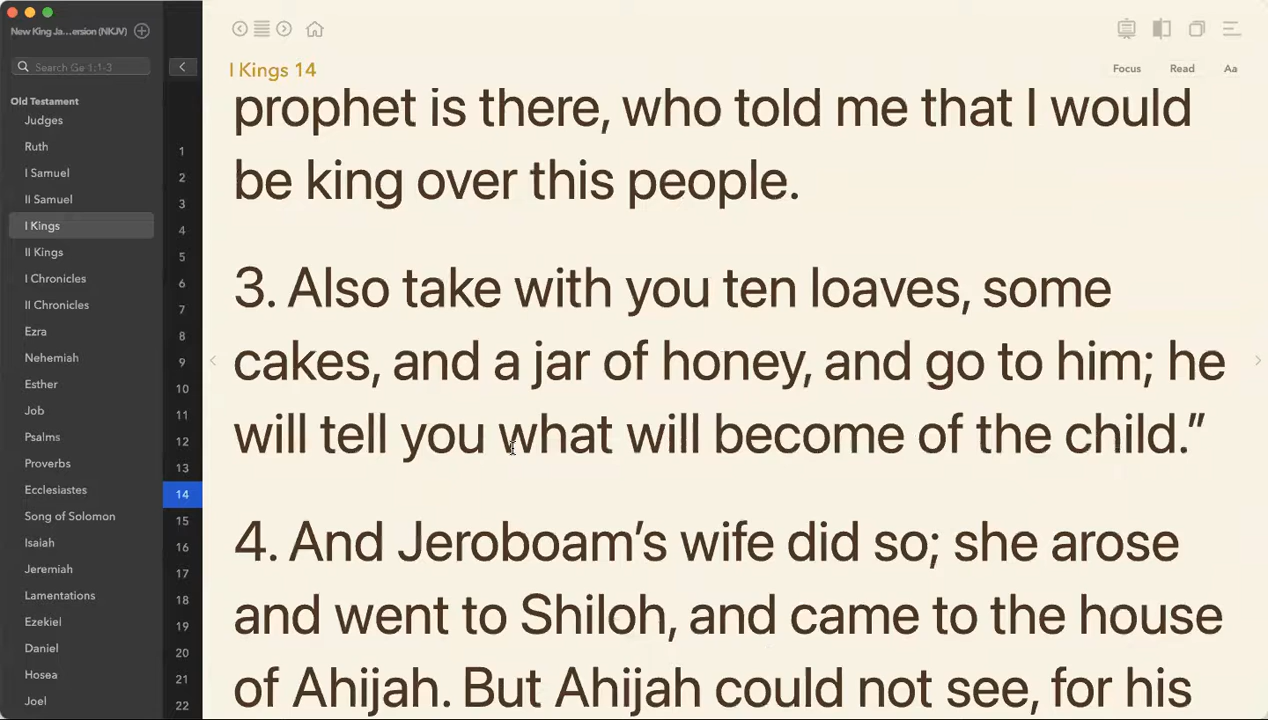 New King Ja...ersion (NKJV)
Search Ge 1:1-3
Old Testament
Judges
Ruth
I Samuel
II Samuel
I Kings
II Kings
I Chronicles
II Chronicles
Ezra
Nehemiah
Esther
Job
Psalms
Proverbs
Ecclesiastes
Song of Solomon
Isaiah
Jeremiah
Lamentations
Ezekiel
Daniel
Hosea
Joel
1
2
3
4
5
6
7
8
9
10
11
12
13
14
15
16
17
18
19
20
21
22
I Kings 14
Focus Read Aa
prophet is there, who told me that I would
be king over this people.
3. Also take with you ten loaves, some
cakes, and a jar of honey, and go to him; he
will tell you what will become of the child.”
4. And Jeroboam’s wife did so; she arose
and went to Shiloh, and came to the house
of Ahijah. But Ahijah could not see, for his